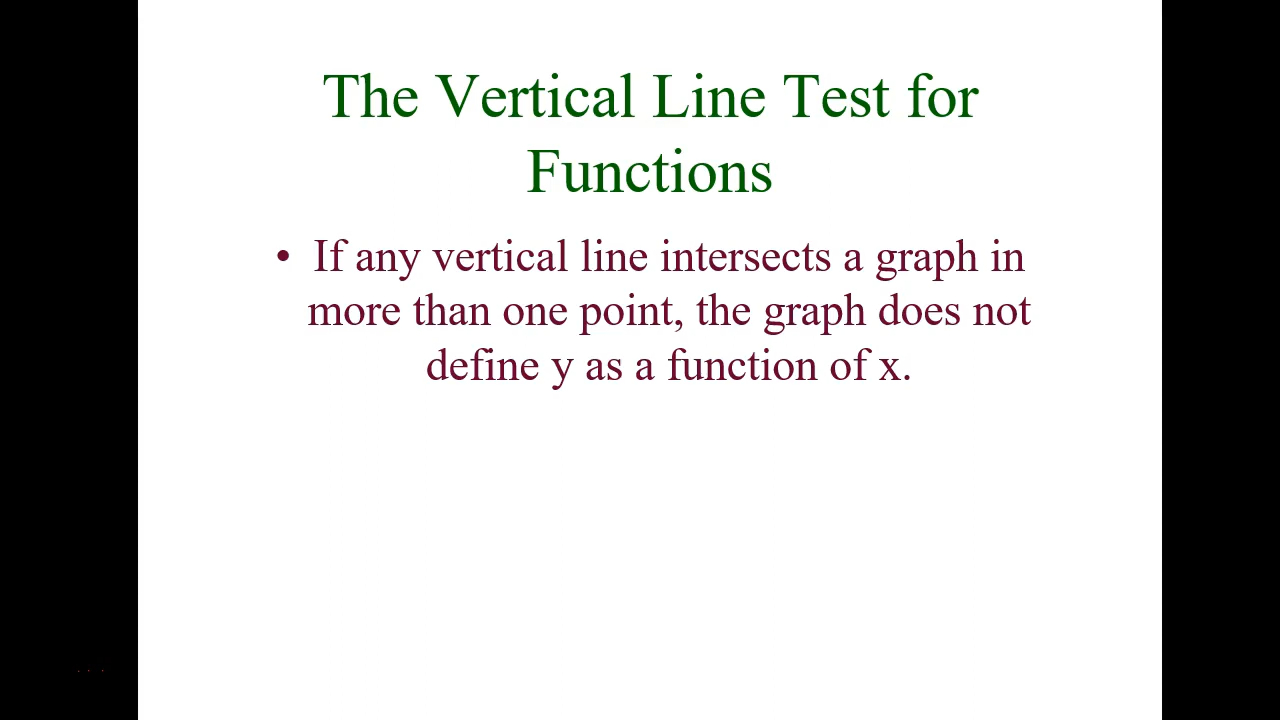 The Vertical Line Test for
Functions
• If any vertical line intersects a graph in
more than one point, the graph does not
define y as a function of x.